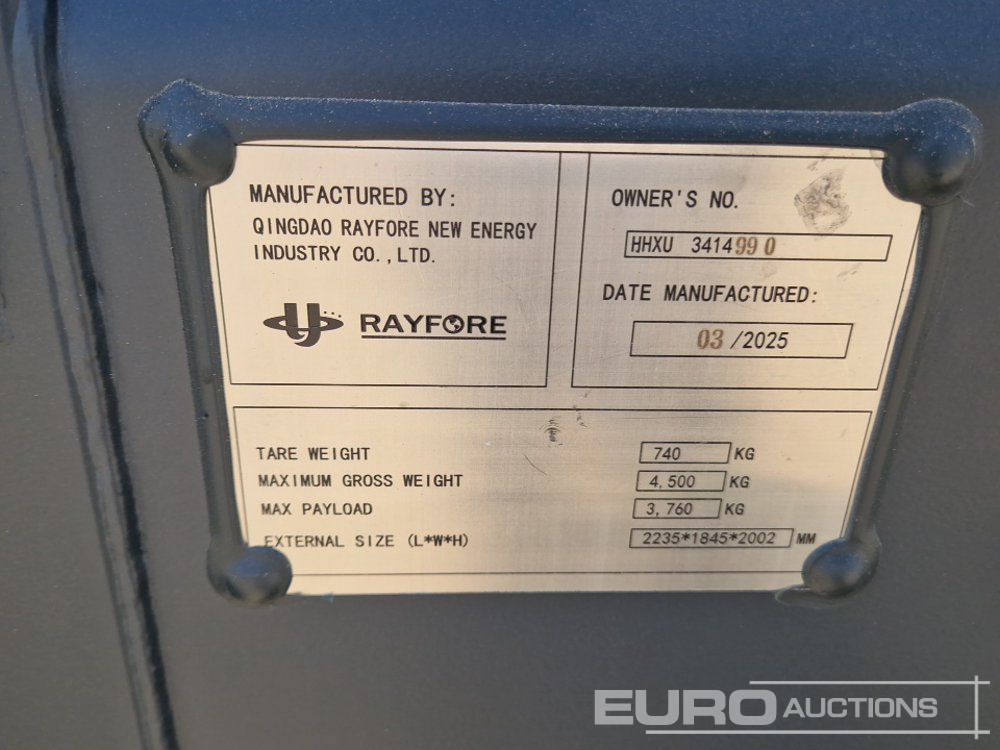 MANUFACTURED BY:
QINGDAO RAYFORE NEW ENERGY
INDUSTRY CO.,LTD.
RAYFORE
OWNER'S NO.
HHXU 3414990
DATE MANUFACTURED:
03/2025
TARE WEIGHT 740 KG
MAXIMUM GROSS WEIGHT 4,500 KG
MAX PAYLOAD 3,760 KG
EXTERNAL SIZE (L*W*H) 2235*1845*2002 MM
EURO AUCTIONS